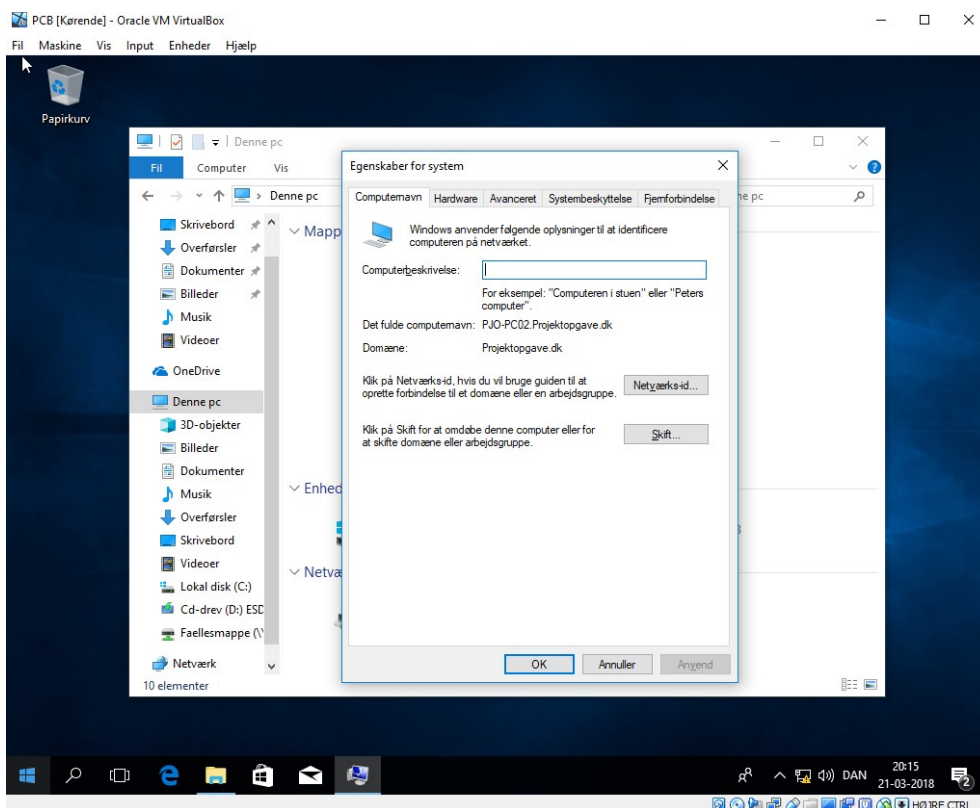 PCB [Kørende] - Oracle VM VirtualBox
Fil Maskine Vis Input Enheder Hjælp
Papirkurv
Denne pc
Fil Computer Vis
Denne pc
ne pc
Skrivebord
Overførsler
Dokumenter
Billeder
Musik
Videoer
OneDrive
Denne pc
3D-objekter
Billeder
Dokumenter
Musik
Overførsler
Skrivebord
Videoer
Lokal disk (C:)
Cd-drev (D:) ESD
Faellesmappe (\
Netværk
10 elementer
Mapp
Enhed
Netvæ
Egenskaber for system
Computernavn Hardware Avanceret Systembeskyttelse Fjernforbindelse
Windows anvender følgende oplysninger til at identificere
computeren på netværket.
Computerbeskrivelse:
For eksempel: "Computeren i stuen" eller "Peters
computer".
Det fulde computernavn: PJO-PC02.Projektopgave.dk
Domæne: Projektopgave.dk
Klik på Netværks-id, hvis du vil bruge guiden til at
oprette forbindelse til et domæne eller en arbejdsgruppe.
Netværks-id...
Klik på Skift for at omdøbe denne computer eller for
at skifte domæne eller arbejdsgruppe.
Skift...
OK Annuller Anvend
DAN
20:15
21-03-2018
2
HØJRE CTRL